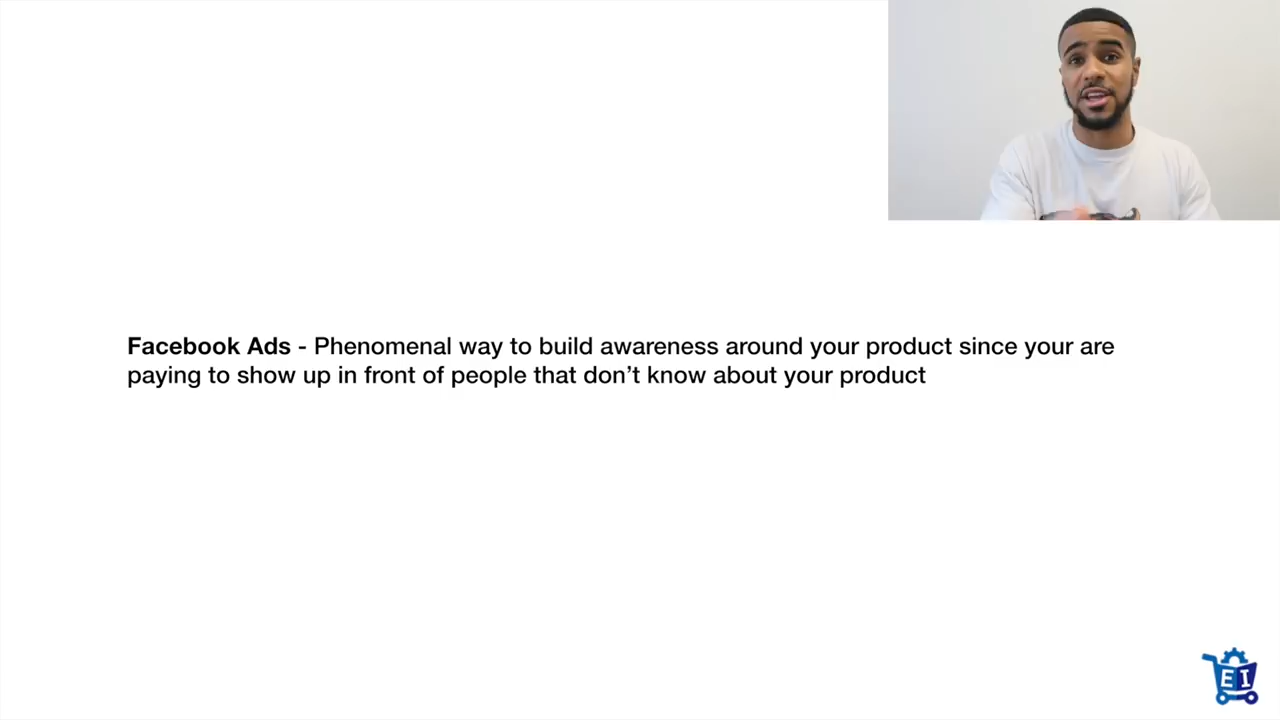 Facebook Ads - Phenomenal way to build awareness around your product since your are
paying to show up in front of people that don’t know about your product
EI